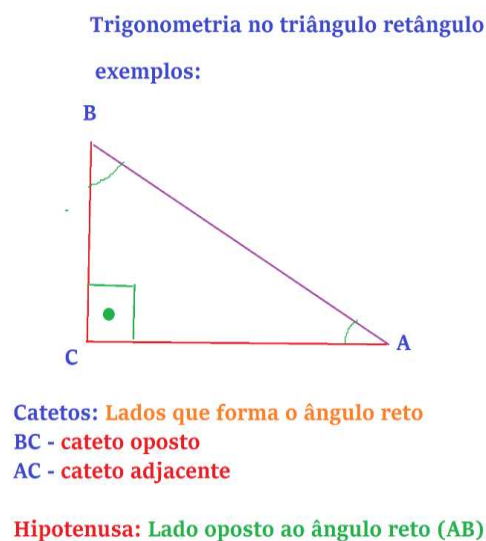 Trigonometria no triângulo retângulo
exemplos:
B
C
A
Catetos: Lados que forma o ângulo reto
BC - cateto oposto
AC - cateto adjacente
Hipotenusa: Lado oposto ao ângulo reto (AB)